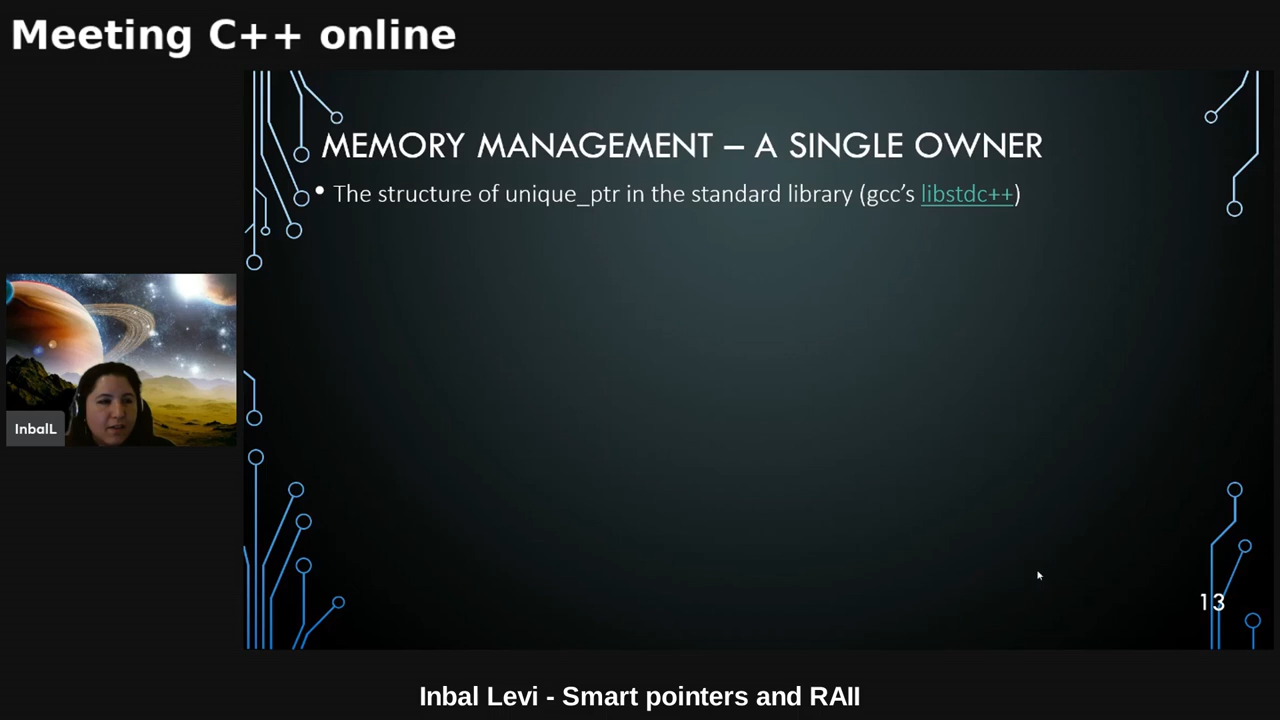 Meeting C++ online
MEMORY MANAGEMENT – A SINGLE OWNER
• The structure of unique_ptr in the standard library (gcc’s libstdc++)
InbalL
13
Inbal Levi - Smart pointers and RAII